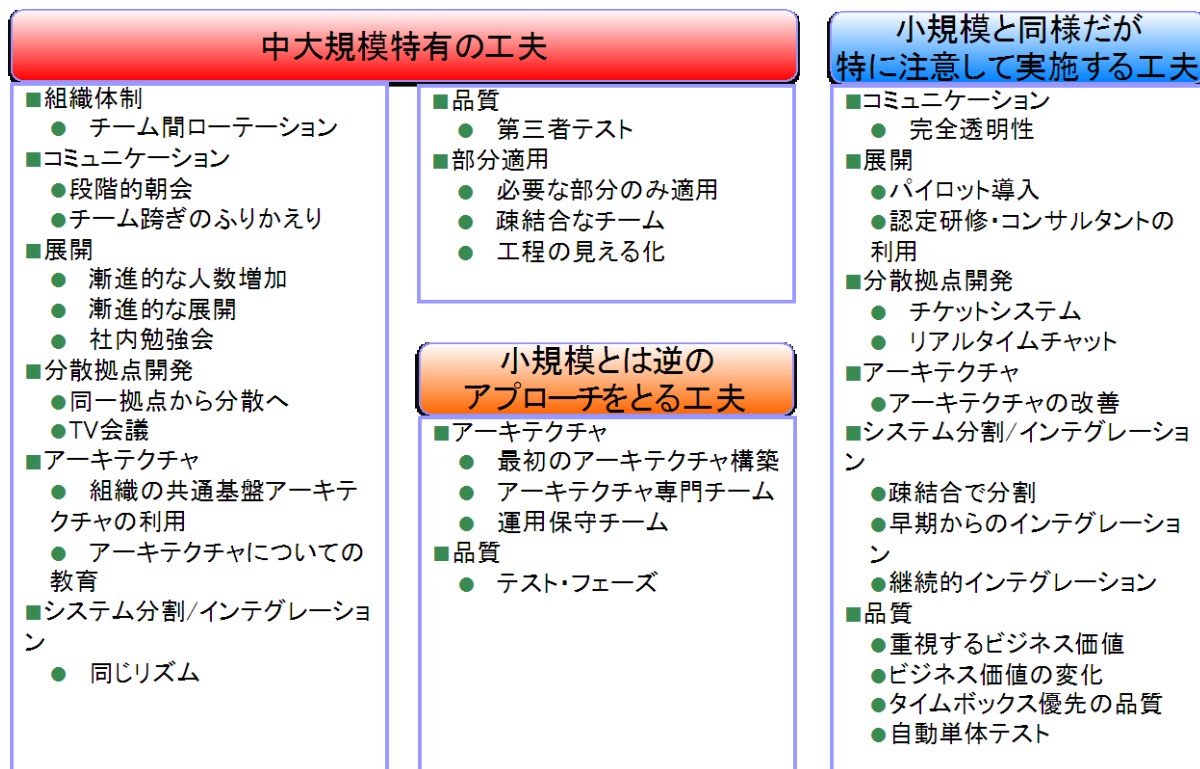 中大規模特有の工夫
■組織体制
● チーム間ローテーション
■コミュニケーション
●段階的朝会
●チーム跨ぎのふりかえり
■展開
● 漸進的な人数増加
● 漸進的な展開
● 社内勉強会
■分散拠点開発
●同一拠点から分散へ
●TV会議
■アーキテクチャ
● 組織の共通基盤アーキテ
クチャの利用
● アーキテクチャについての
教育
■システム分割/インテグレーショ
ン
● 同じリズム
■品質
● 第三者テスト
■部分適用
● 必要な部分のみ適用
● 疎結合なチーム
● 工程の見える化
小規模とは逆の
アプローチをとる工夫
■アーキテクチャ
● 最初のアーキテクチャ構築
● アーキテクチャ専門チーム
● 運用保守チーム
■品質
● テスト・フェーズ
小規模と同様だが
特に注意して実施する工夫
■コミュニケーション
● 完全透明性
■展開
●パイロット導入
●認定研修・コンサルタントの
利用
■分散拠点開発
● チケットシステム
● リアルタイムチャット
■アーキテクチャ
●アーキテクチャの改善
■システム分割/インテグレーショ
ン
●疎結合で分割
●早期からのインテグレーショ
ン
●継続的インテグレーション
■品質
●重視するビジネス価値
●ビジネス価値の変化
●タイムボックス優先の品質
●自動単体テスト